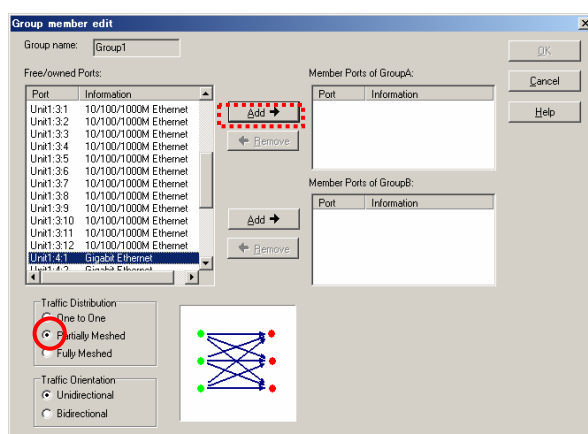 Group member edit
Group name: Group1
OK
Free/owned Ports:
Member Ports of GroupA:
Cancel
Port Information
Port Information
Help
Unit1:3:1 10/100/1000M Ethernet
Add
Unit1:3:2 10/100/1000M Ethernet
Unit1:3:3 10/100/1000M Ethernet
Unit1:3:4 10/100/1000M Ethernet
Remove
Unit1:3:5 10/100/1000M Ethernet
Unit1:3:6 10/100/1000M Ethernet
Unit1:3:7 10/100/1000M Ethernet
Member Ports of GroupB:
Unit1:3:8 10/100/1000M Ethernet
Port Information
Unit1:3:9 10/100/1000M Ethernet
Unit1:3:10 10/100/1000M Ethernet
Add
Unit1:3:11 10/100/1000M Ethernet
Unit1:3:12 10/100/1000M Ethernet
Remove
Unit1:4:1 Gigabit Ethernet
Unit1:4:2 Gigabit Ethernet
Traffic Distribution
One to One
Partially Meshed
Fully Meshed
Traffic Orientation
Unidirectional
Bidirectional